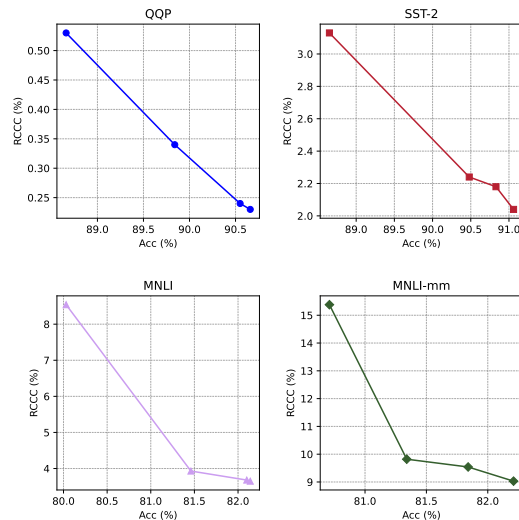 QQP
RCCC (%)
0.50
0.45
0.40
0.35
0.30
0.25
89.0 89.5 90.0 90.5
Acc (%)
SST-2
RCCC (%)
3.0
2.8
2.6
2.4
2.2
2.0
89.0 89.5 90.0 90.5 91.0
Acc (%)
MNLI
RCCC (%)
8
7
6
5
4
80.0 80.5 81.0 81.5 82.0
Acc (%)
MNLI-mm
RCCC (%)
15
14
13
12
11
10
9
81.0 81.5 82.0
Acc (%)